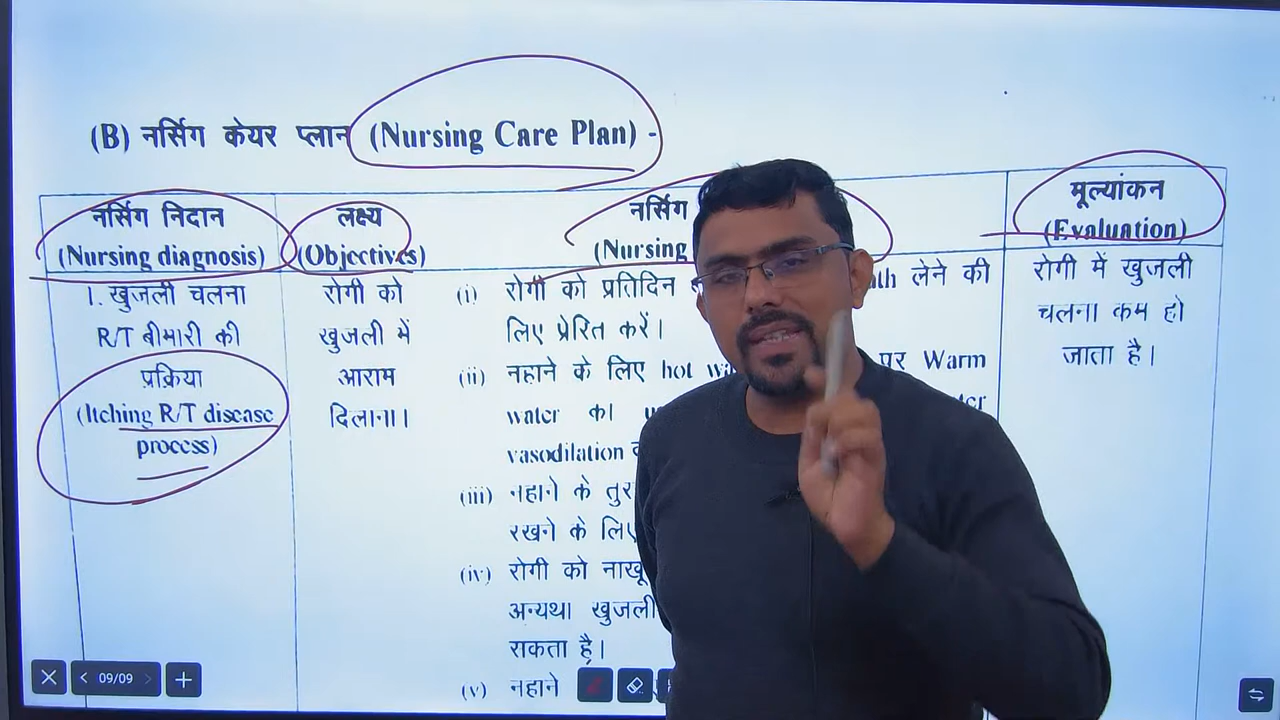 (B) नर्सिग केयर प्लान (Nursing Care Plan) -
नर्सिग निदान
(Nursing diagnosis)
1. खुजली चलना
R/T बीमारी की
प्रक्रिया
(Itching R/T disease
process)
लक्ष्य
(Objectives)
रोगी को
खुजली में
आराम
दिलाना।
नर्सिग
(Nursing
(i) रोगी को प्रतिदिन लेने की
लिए प्रेरित करें।
(ii) नहाने के लिए hot पर Warm
water का
vasodilation
(iii) नहाने के
रखने के लिए
(iv) रोगी को
अन्यथा खुजली
सकता है।
(v) नहाने
मूल्यांकन
(Evaluation)
रोगी में खुजली
चलना कम हो
जाता है।
09/09